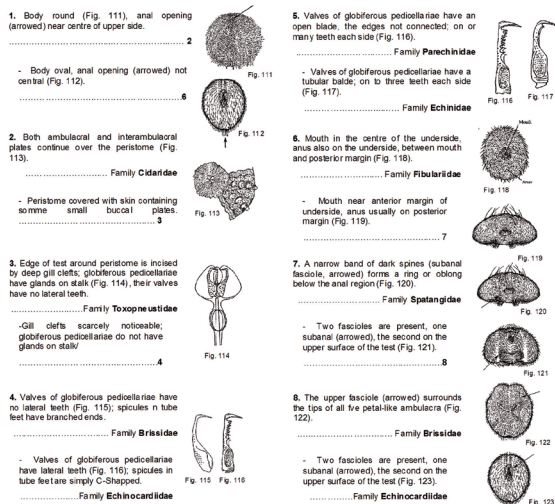 1. Body round (Fig. 111), anal opening
(arrowed) near centre of upper side.
............................................ 2
Fig. 111
- Body oval, anal opening (arrowed) not
central (Fig. 112).
............................................6
Fig. 112
2. Both ambulacral and interambulacral
plates continue over the peristome (Fig.
113).
............................ Family Cidaridae
- Peristome covered with skin containing
somme small buccal plates.
............................................ 3
Fig. 113
3. Edge of test around peristome is incised
by deep gill clefts; globiferous pedicellariae
have glands on stalk (Fig. 114), their valves
have no lateral teeth.
....................Family Toxopneustidae
-Gill clefts scarcely noticeable;
globiferous pedicellariae do not have
glands on stalk/
............................................4
Fig. 114
4. Valves of globiferous pedicellariae have
no lateral teeth (Fig. 115); spicules n tube
feet have branched ends.
............................ Family Brissidae
- Valves of globiferous pedicellariae
have lateral teeth (Fig. 116); spicules in
tube feet are simply C-Shapped.
....................Family Echinocardiidae
Fig. 115 Fig. 116
5. Valves of globiferous pedicellariae have an
open blade, the edges not connected; on or
many teeth each side (Fig. 116).
........................ Family Parechinidae
- Valves of globiferous pedicellariae have a
tubular balde; on to three teeth each side
(Fig. 117).
............................ Family Echinidae
Fig. 116 Fig. 117
6. Mouth in the centre of the underside,
anus also on the underside, between mouth
and posterior margin (Fig. 118).
........................ Family Fibulariidae
Mouth
Anus
Fig. 118
- Mouth near anterior margin of
underside, anus usually on posterior
margin (Fig. 119).
............................................7
Fig. 119
7. A narrow band of dark spines (subanal
fasciole, arrowed) forms a ring or oblong
below the anal region (Fig. 120).
........................ Family Spatangidae
Fig. 120
- Two fascioles are present, one
subanal (arrowed), the second on the
upper surface of the test (Fig. 121).
............................................8
Fig. 121
8. The upper fasciole (arrowed) surrounds
the tips of all fve petal-like ambulacra (Fig.
122).
............................ Family Brissidae
Fig. 122
- Two fascioles are present, one
subanal (arrowed), the second on the
upper surface of the test (Fig. 123).
....................Family Echinocardiidae
Fig. 123